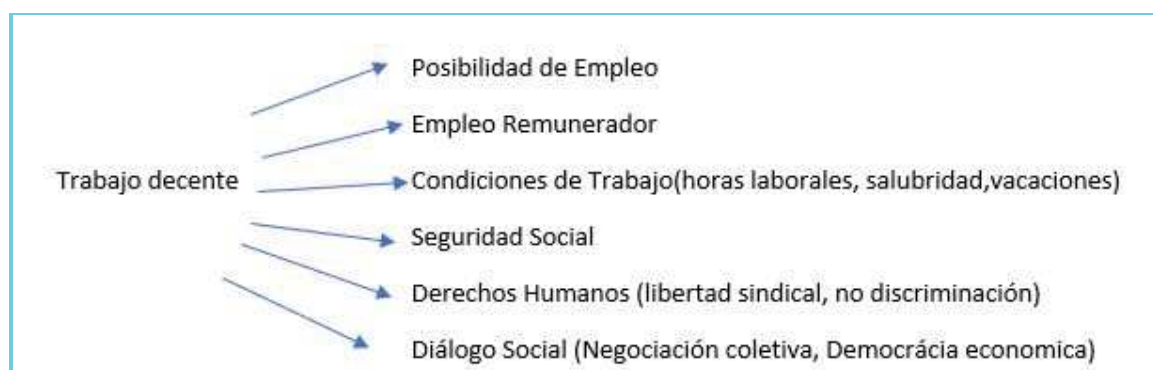 Posibilidad de Empleo
Empleo Remunerador
Trabajo decente
Condiciones de Trabajo(horas laborales, salubridad,vacaciones)
Seguridad Social
Derechos Humanos (libertad sindical, no discriminación)
Diálogo Social (Negociación coletiva, Democrácia economica)